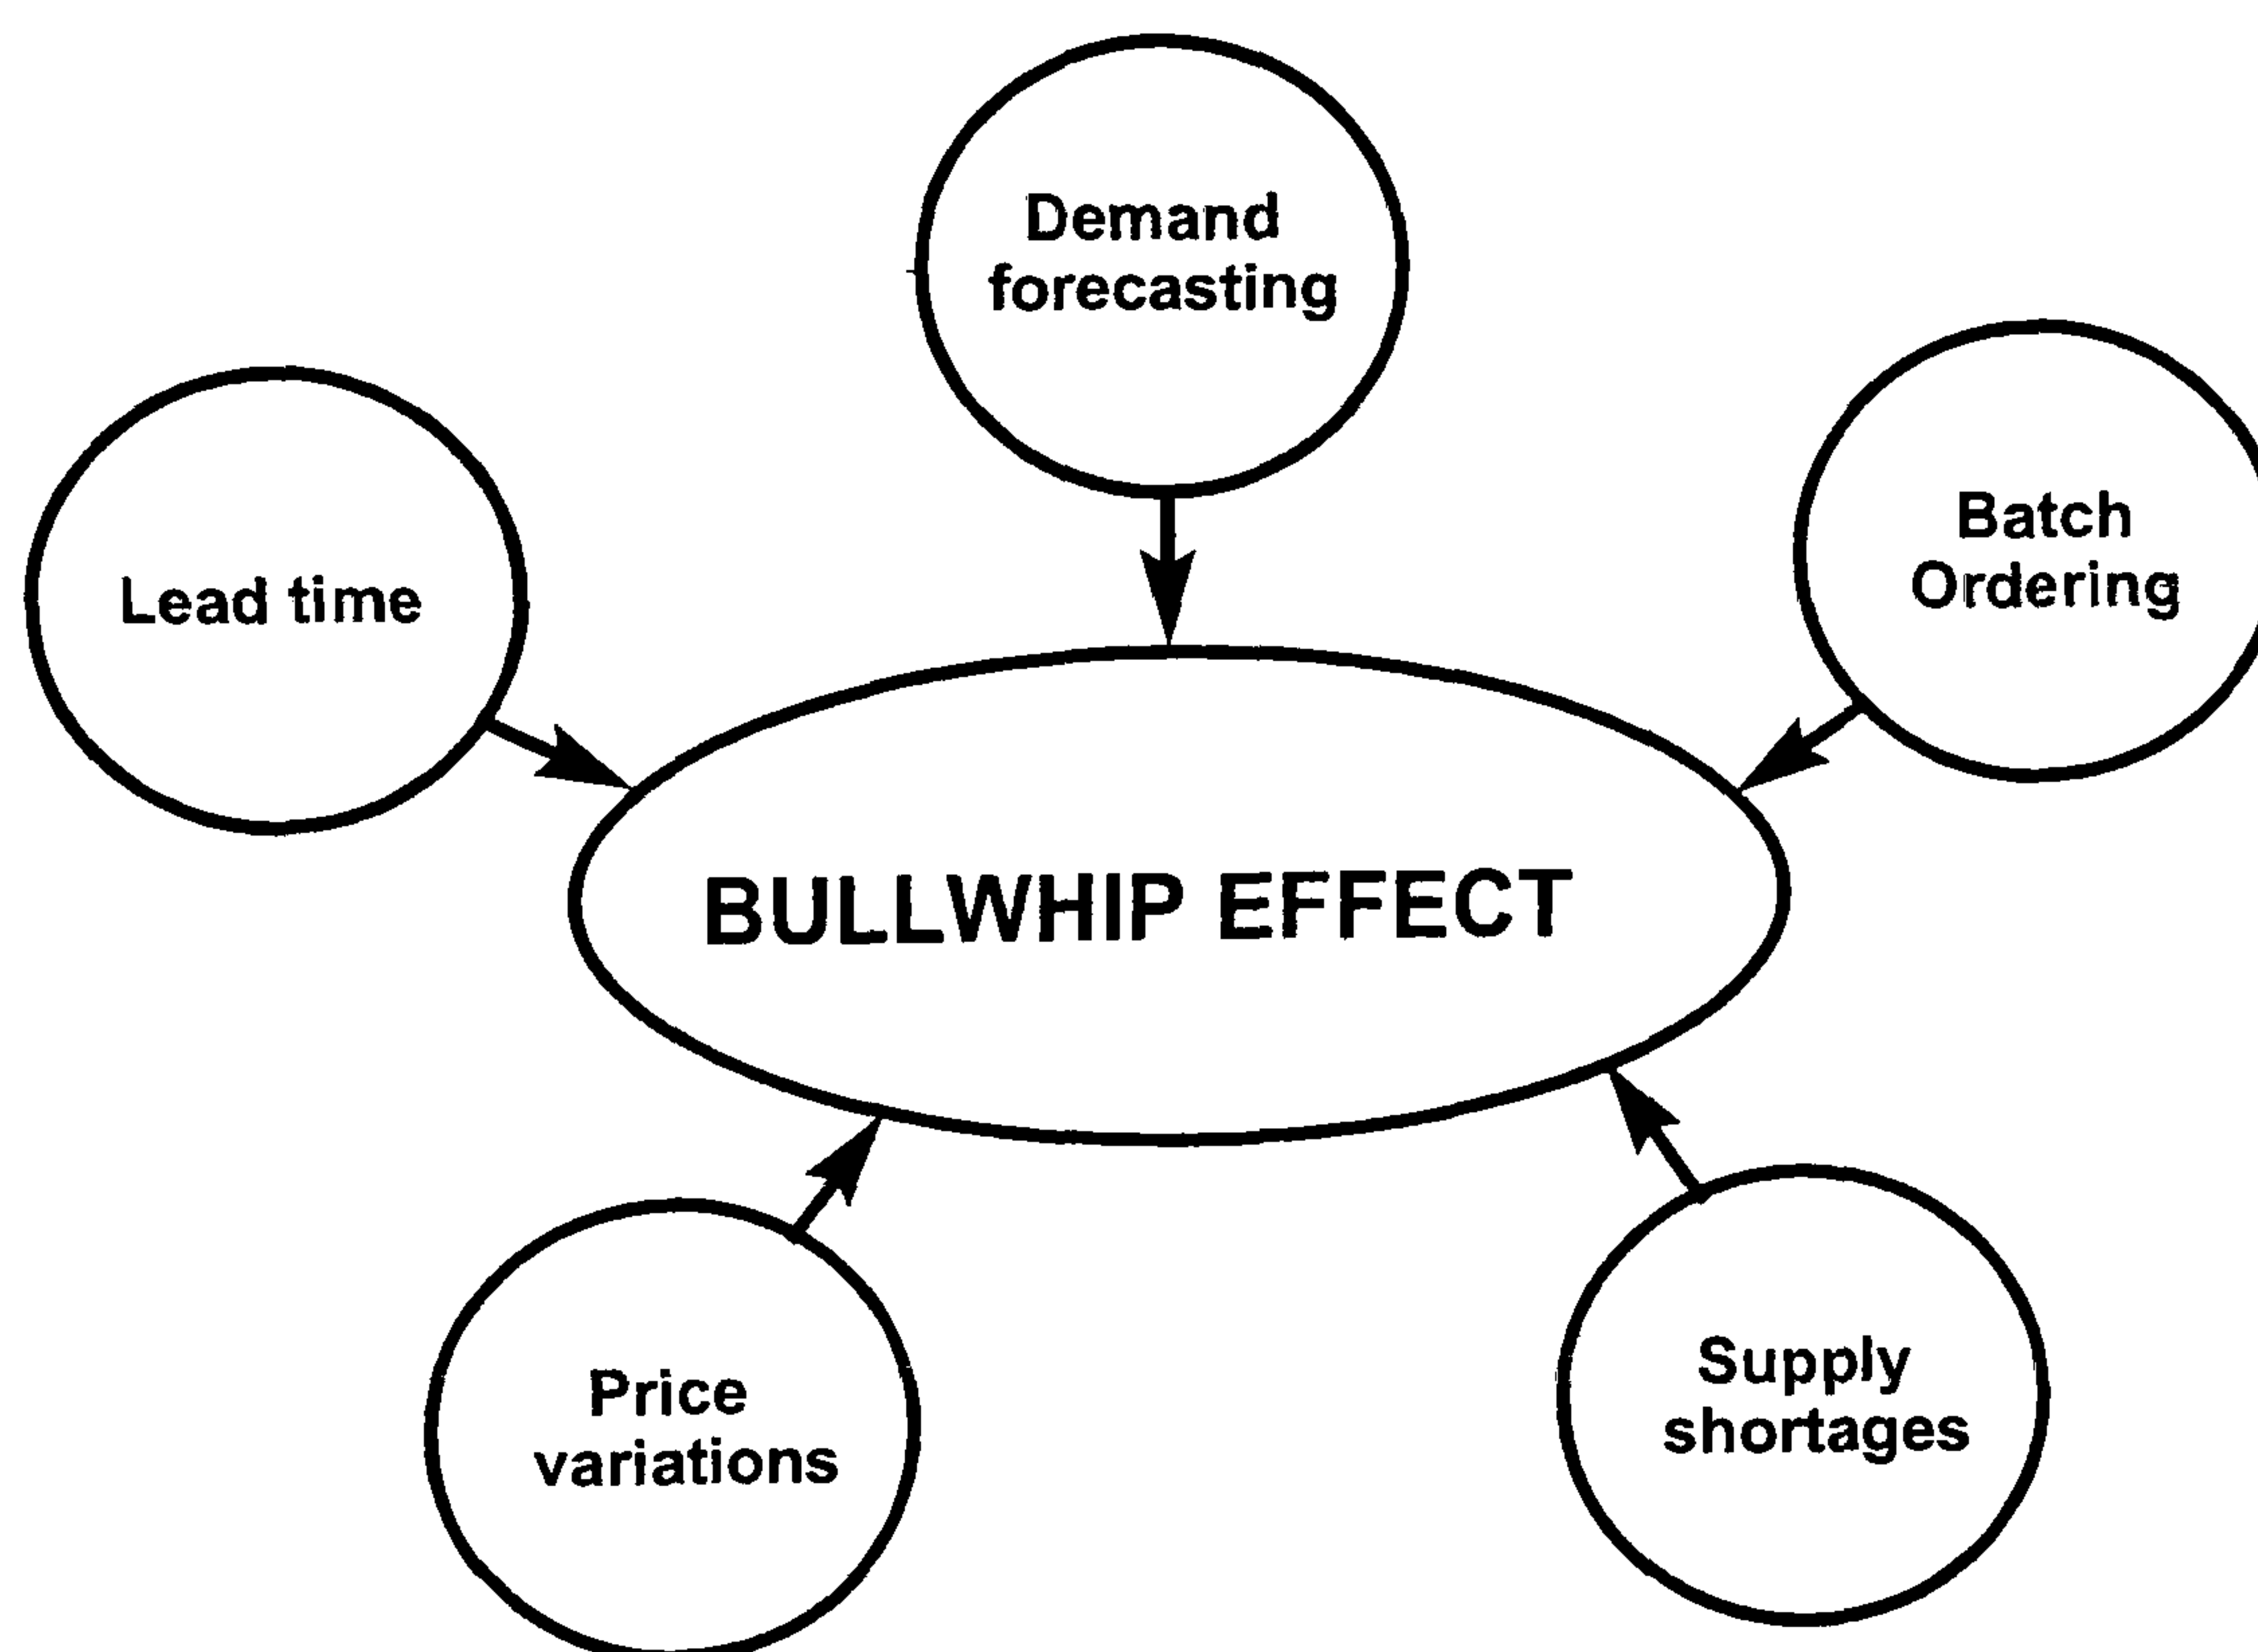 Demand
forecasting
Batch
Ordering
Lead time
BULLWHIP EFFECT
Price
variations
Supply
shortages